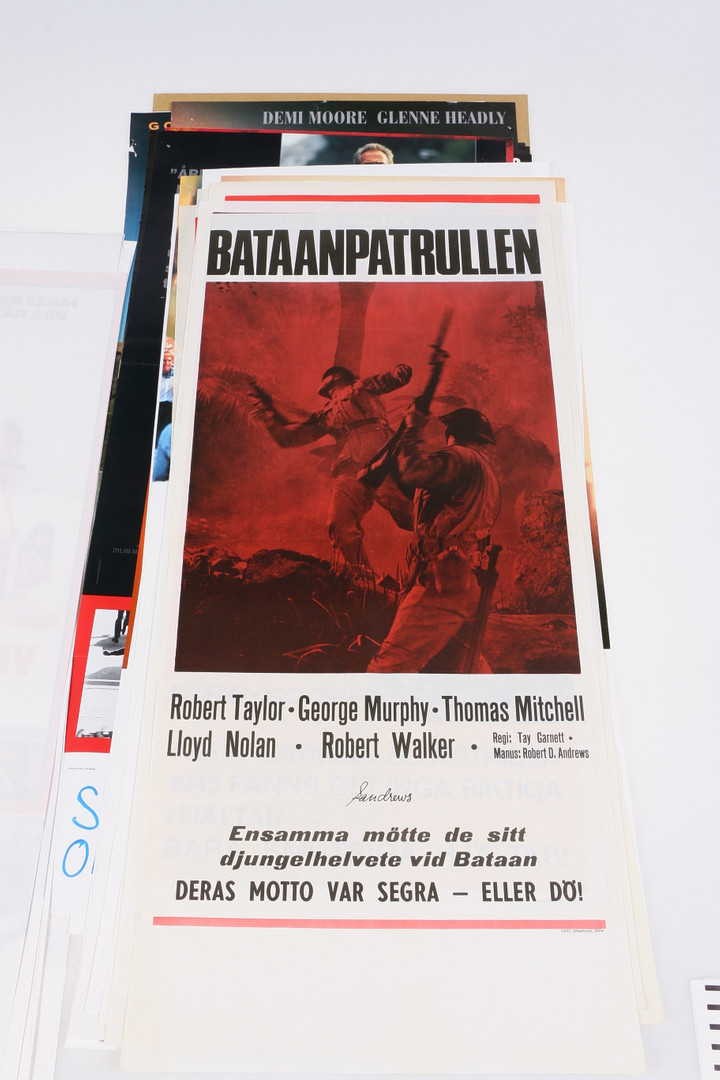 DEMI MOORE GLENNE HEADLY
BATAANPATRULLEN
Robert Taylor • George Murphy • Thomas Mitchell
Lloyd Nolan • Robert Walker •
Regi: Tay Garnett •
Manus: Robert D. Andrews
Sandrews
Ensamma mötte de sitt
djungelhelvete vid Bataan
DERAS MOTTO VAR SEGRA — ELLER DÖ!